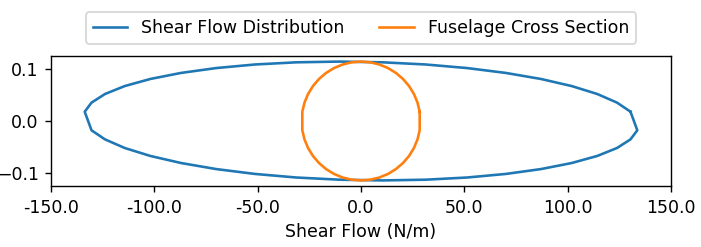 Shear Flow Distribution Fuselage Cross Section
0.1
0.0
−0.1
-150.0 -100.0 -50.0 0.0 50.0 100.0 150.0
Shear Flow (N/m)